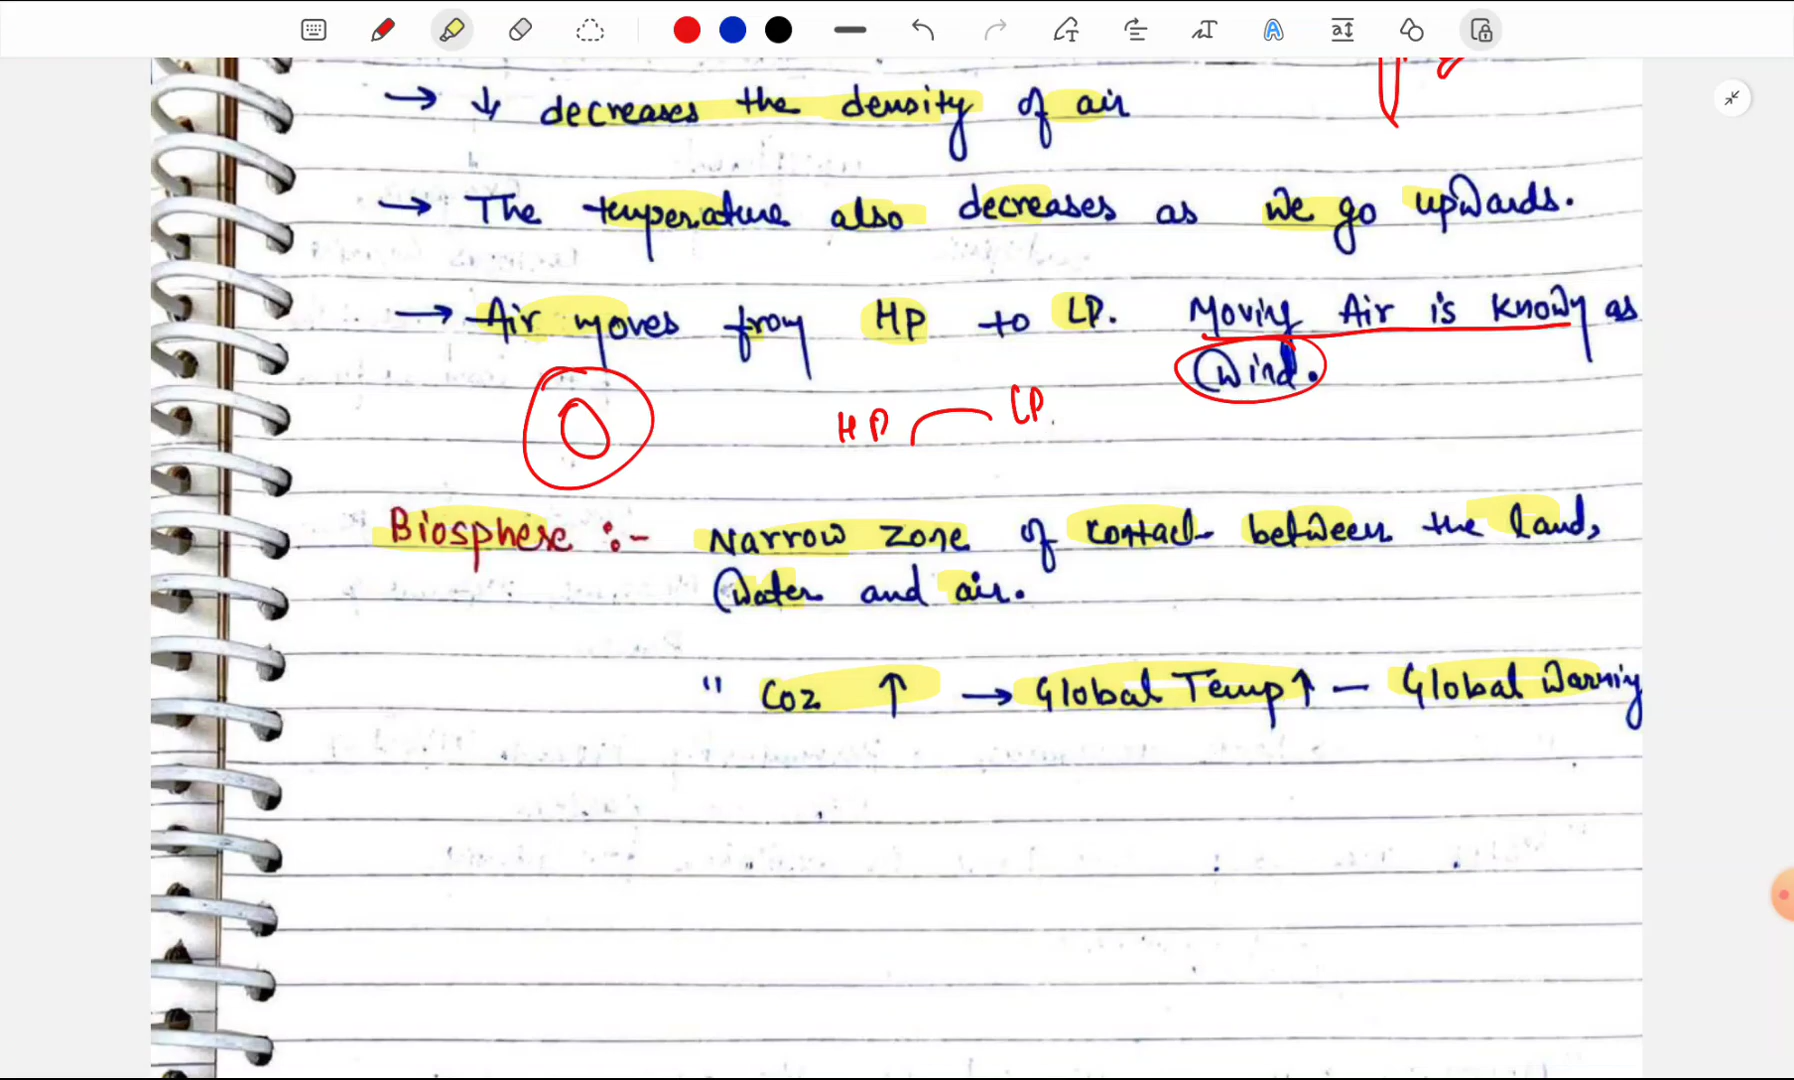 → ↓ decreases the density of air
→ The temperature also decreases as we go upwards.
→ Air moves from HP to LP. Moving Air is known as
Wind.
HP LP.
Biosphere :- Narrow zone of contact between the land,
Water and air.
" CO2 ↑ → Global Temp ↑ - Global Warming